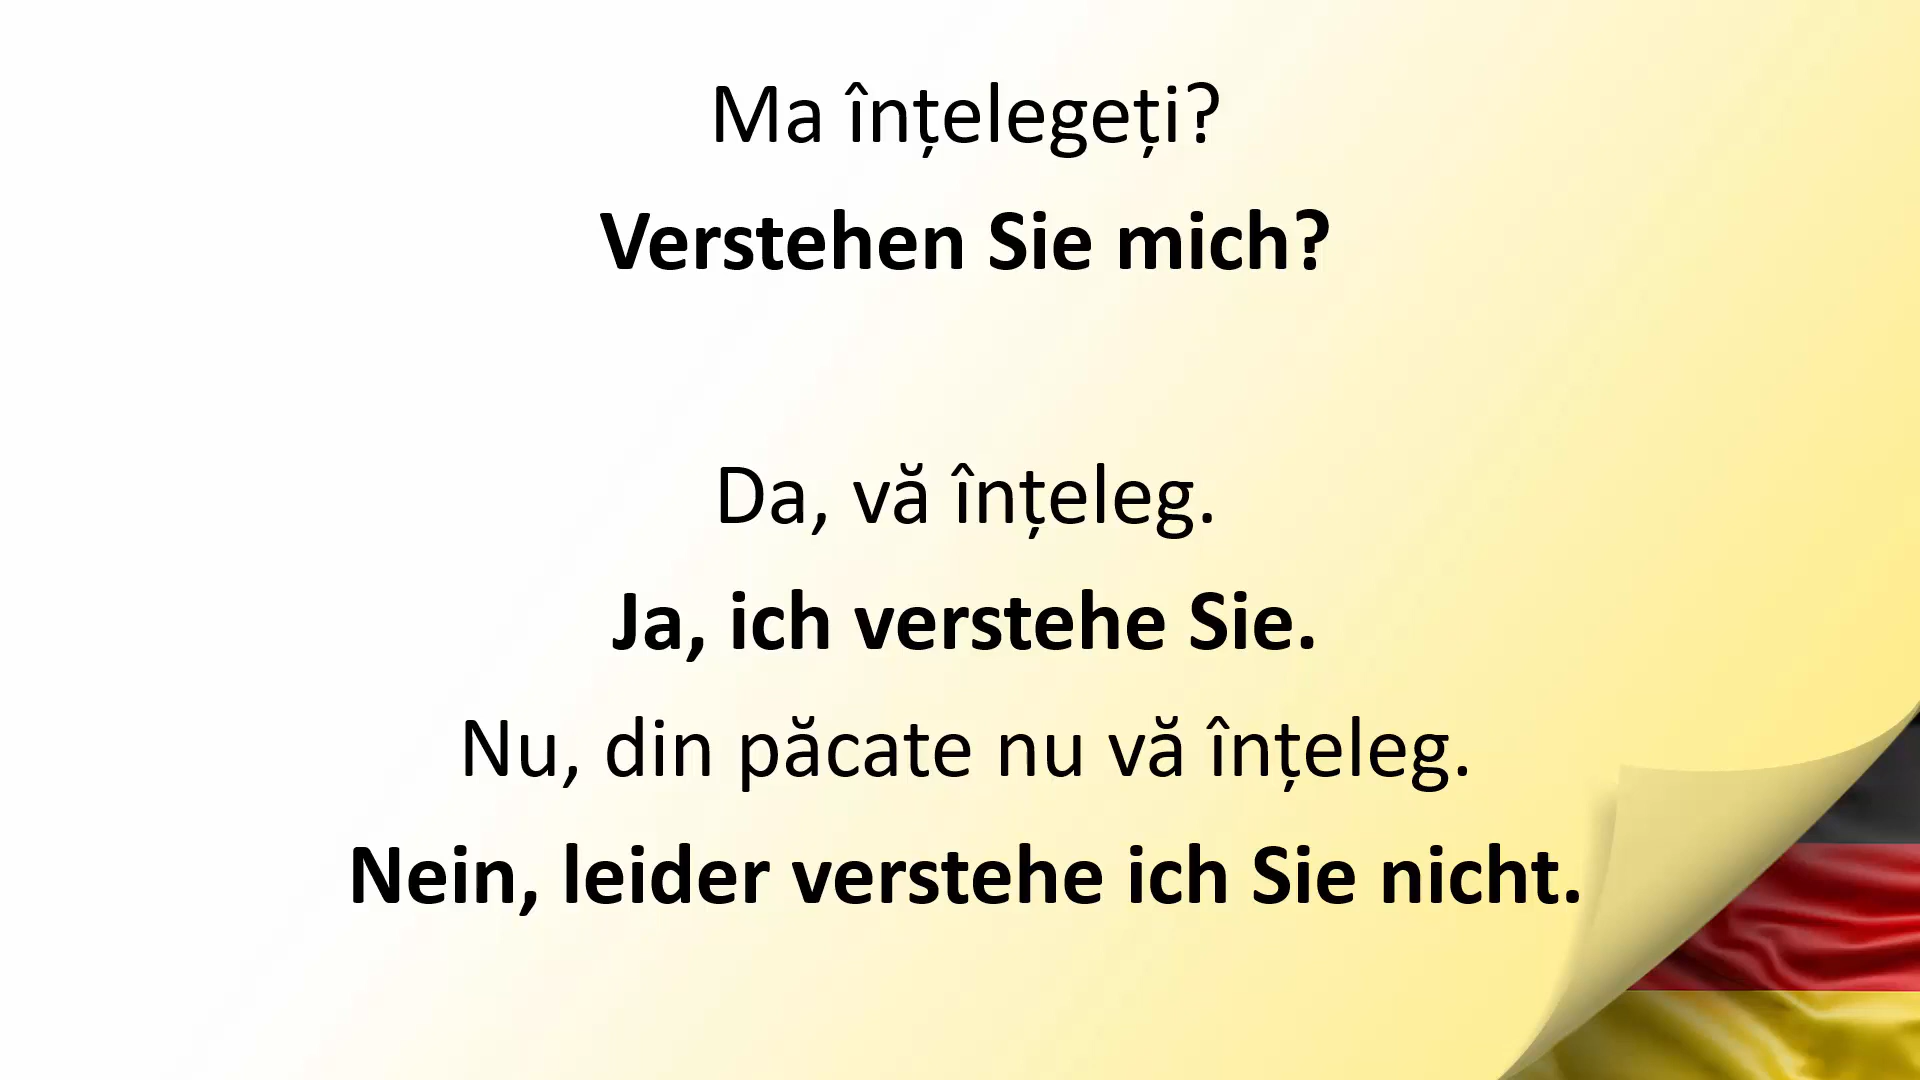 Ma înțelegeți?
Verstehen Sie mich?
Da, vă înțeleg.
Ja, ich verstehe Sie.
Nu, din păcate nu vă înțeleg.
Nein, leider verstehe ich Sie nicht.